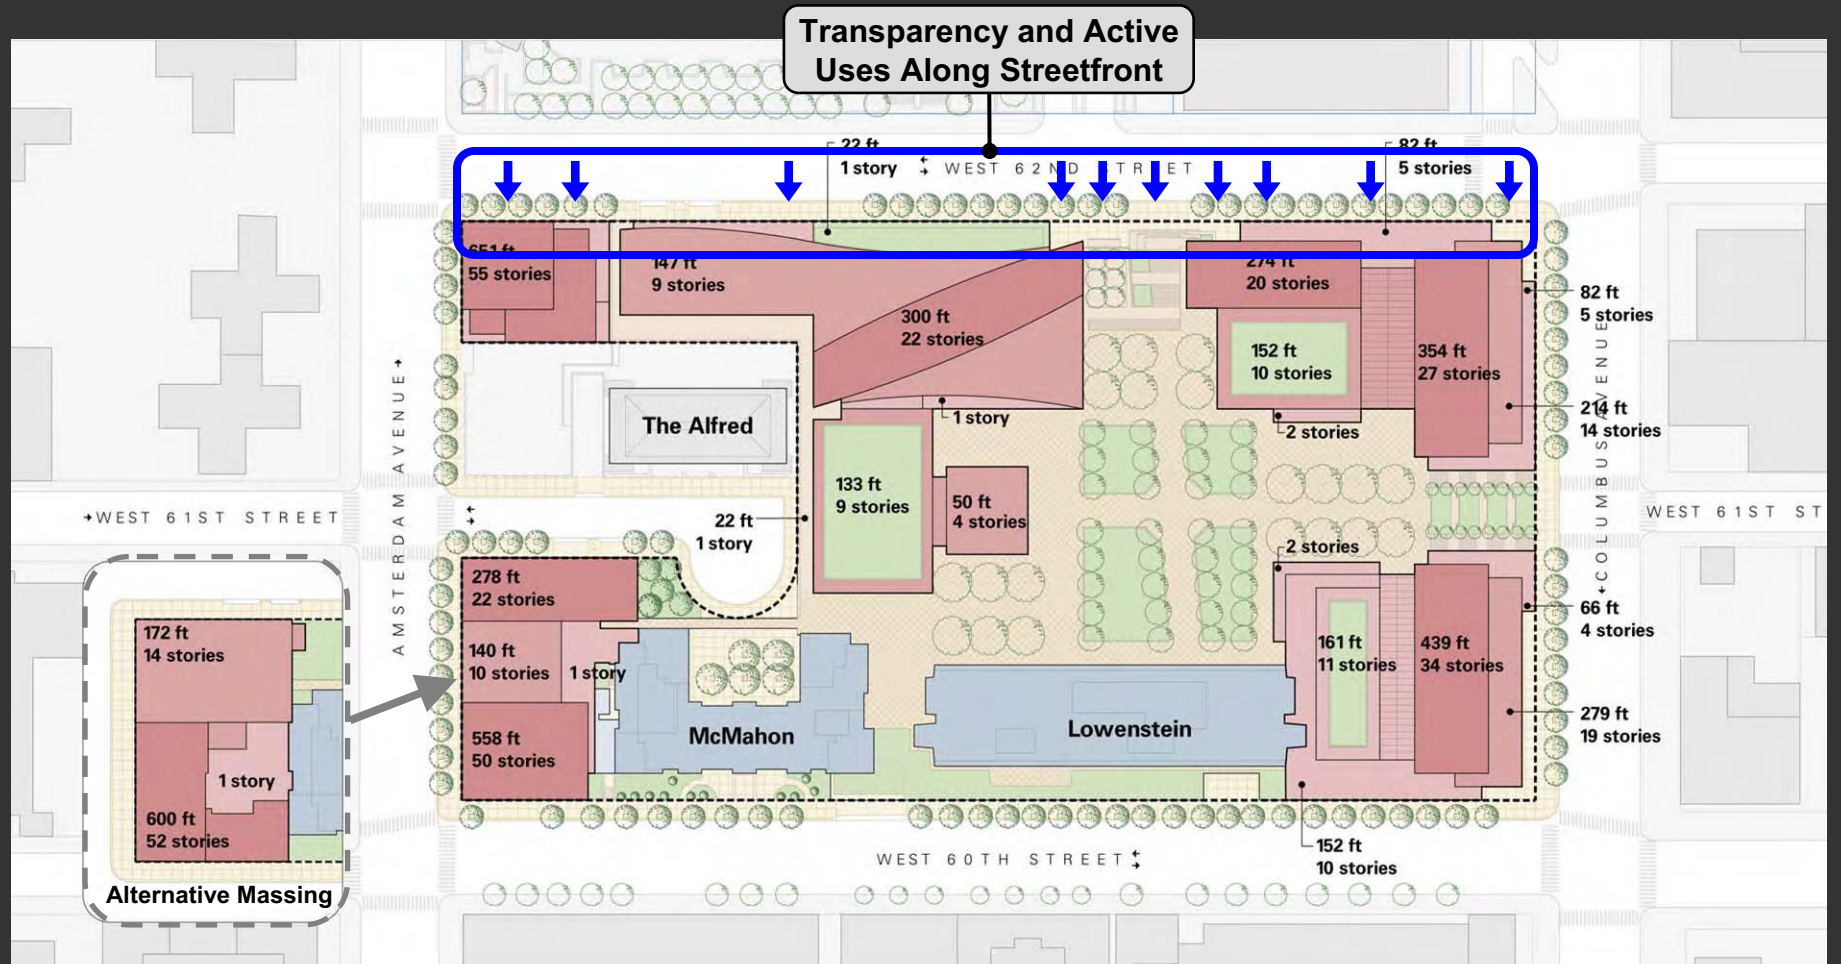 Transparency and Active
Uses Along Streetfront
22 ft
1 story
WEST 62ND STREET
82 ft
5 stories
651 ft
55 stories
147 ft
9 stories
300 ft
22 stories
274 ft
20 stories
82 ft
5 stories
152 ft
10 stories
354 ft
27 stories
214 ft
14 stories
1 story
2 stories
The Alfred
AMSTERDAM AVENUE
COLUMBUS AVENUE
133 ft
9 stories
50 ft
4 stories
22 ft
1 story
WEST 61ST STREET
WEST 61ST ST
2 stories
278 ft
22 stories
140 ft
10 stories
1 story
558 ft
50 stories
McMahon
Lowenstein
161 ft
11 stories
439 ft
34 stories
66 ft
4 stories
279 ft
19 stories
152 ft
10 stories
WEST 60TH STREET
172 ft
14 stories
1 story
600 ft
52 stories
Alternative Massing